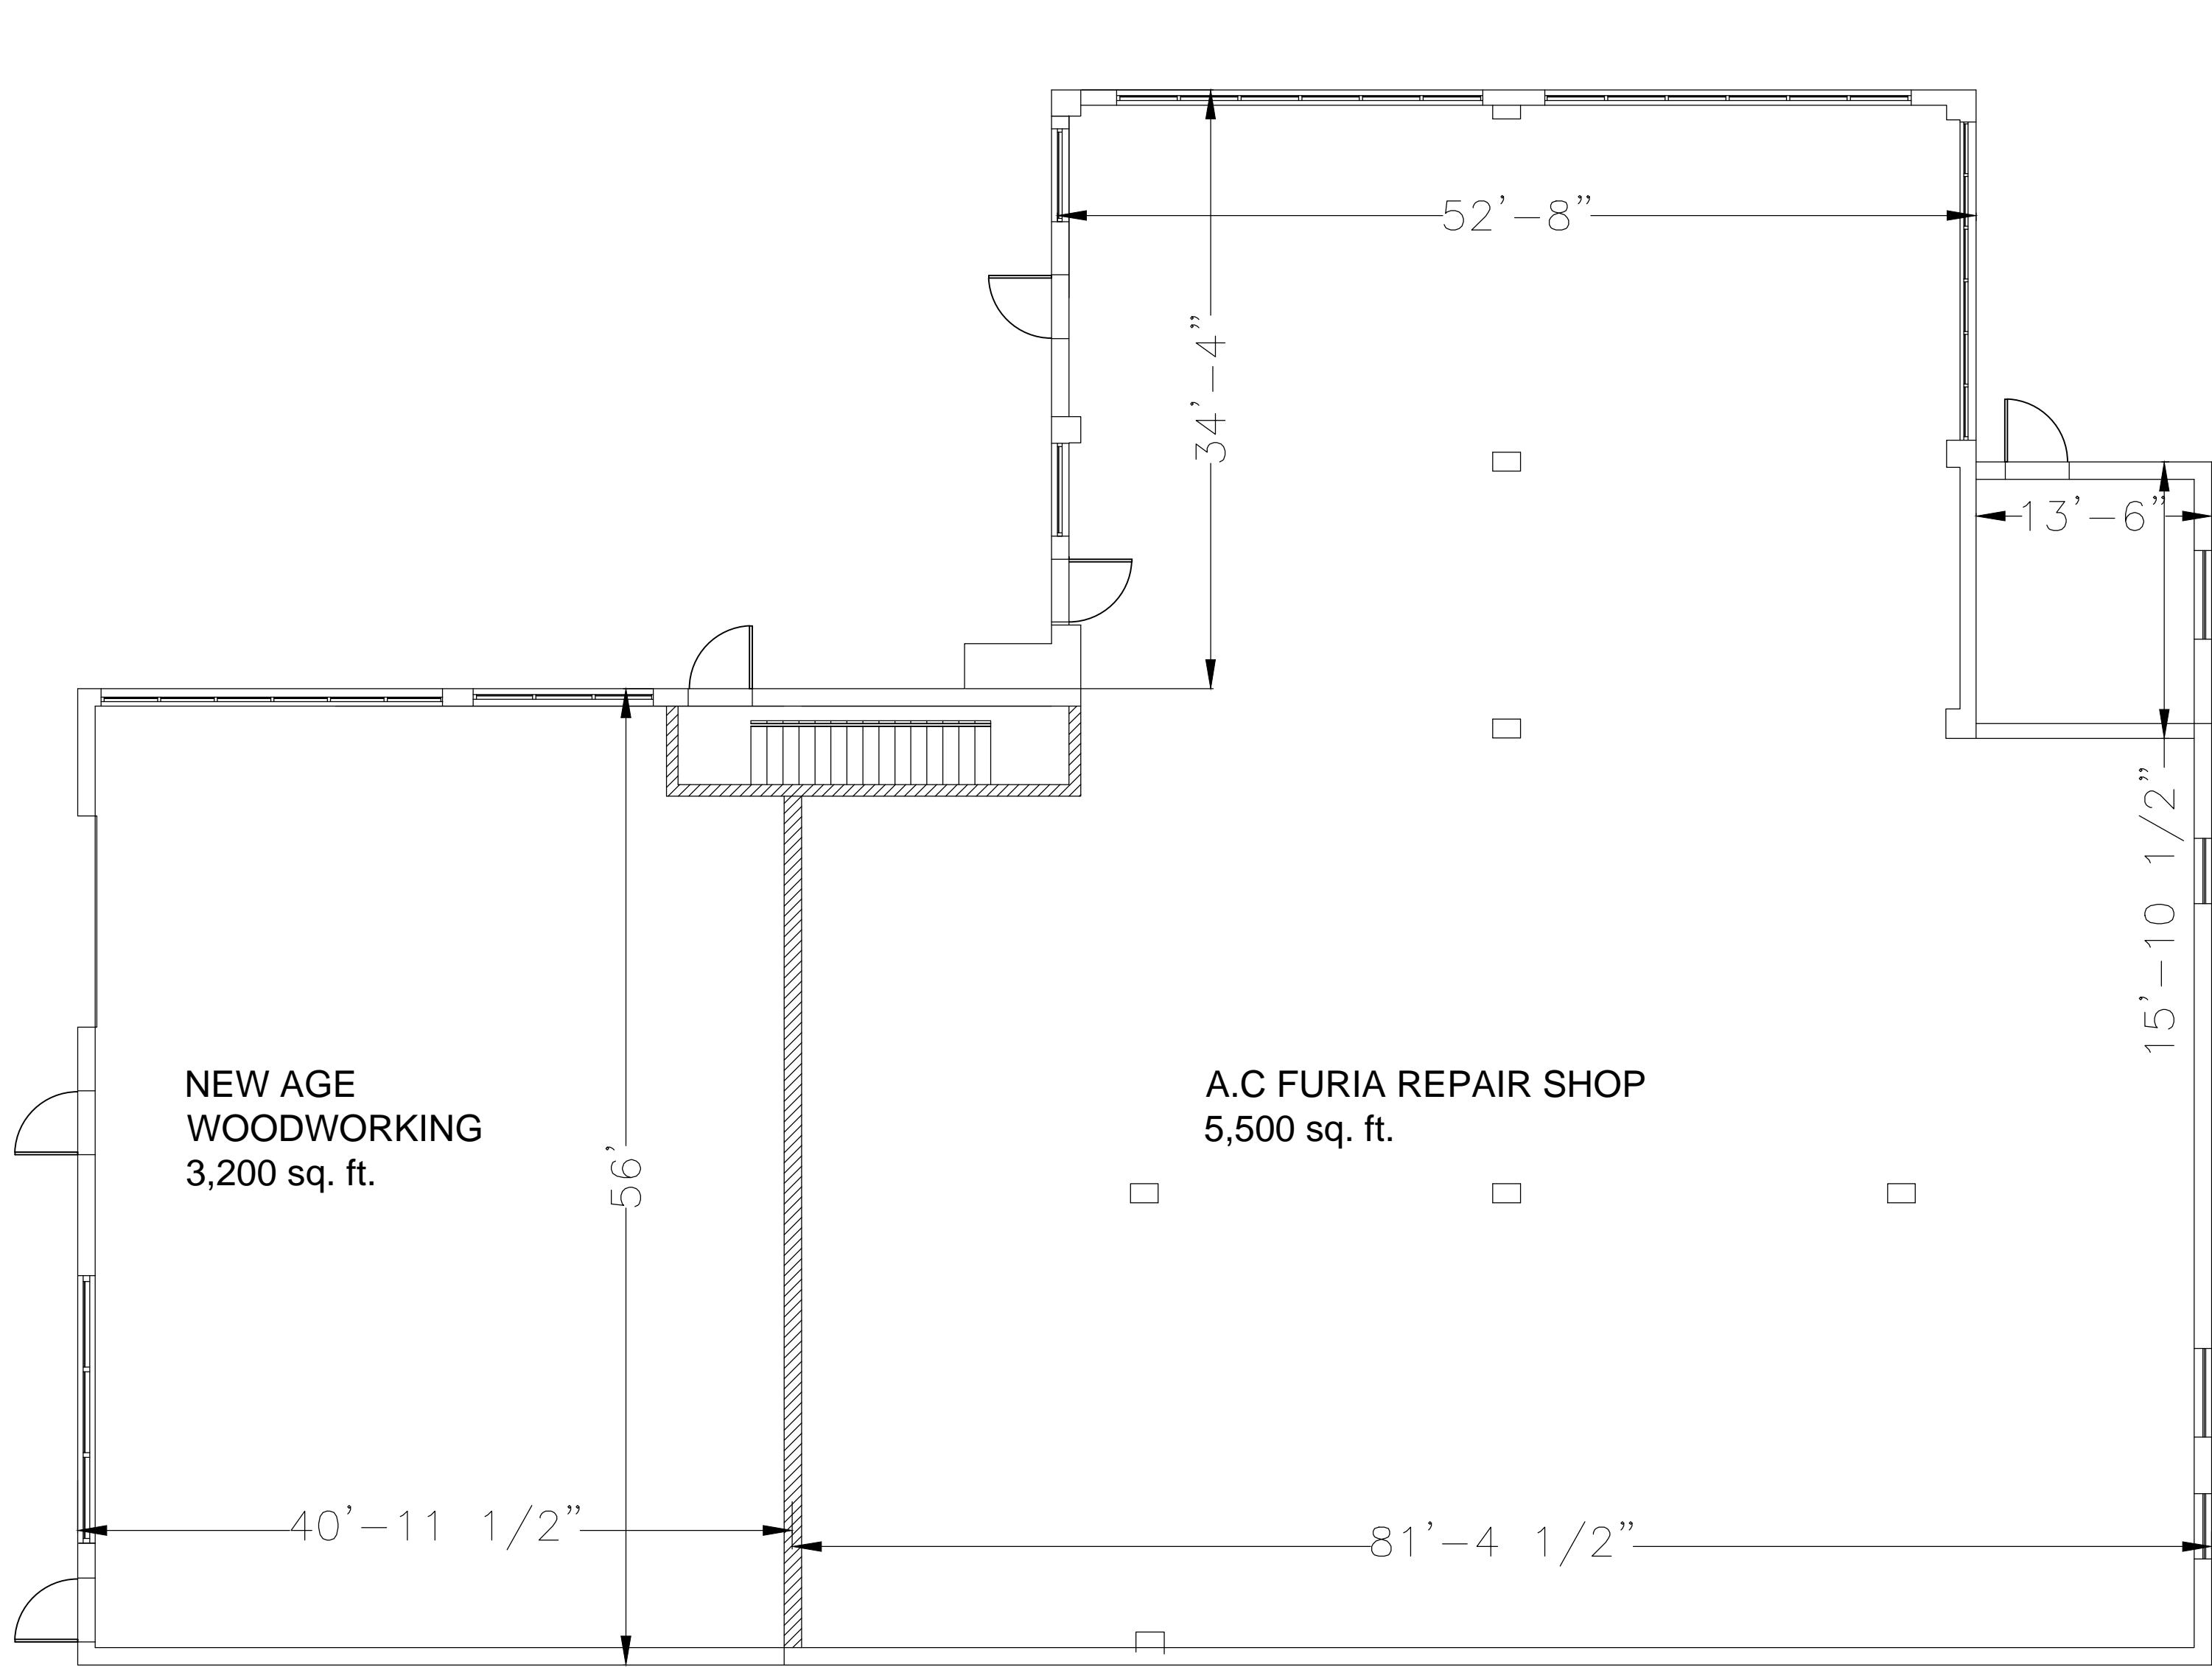 52'-8"
34'-4"
13'-6"
15'-10 1/2"
NEW AGE
WOODWORKING
3,200 sq. ft.
A.C FURIA REPAIR SHOP
5,500 sq. ft.
56'
40'-11 1/2"
81'-4 1/2"